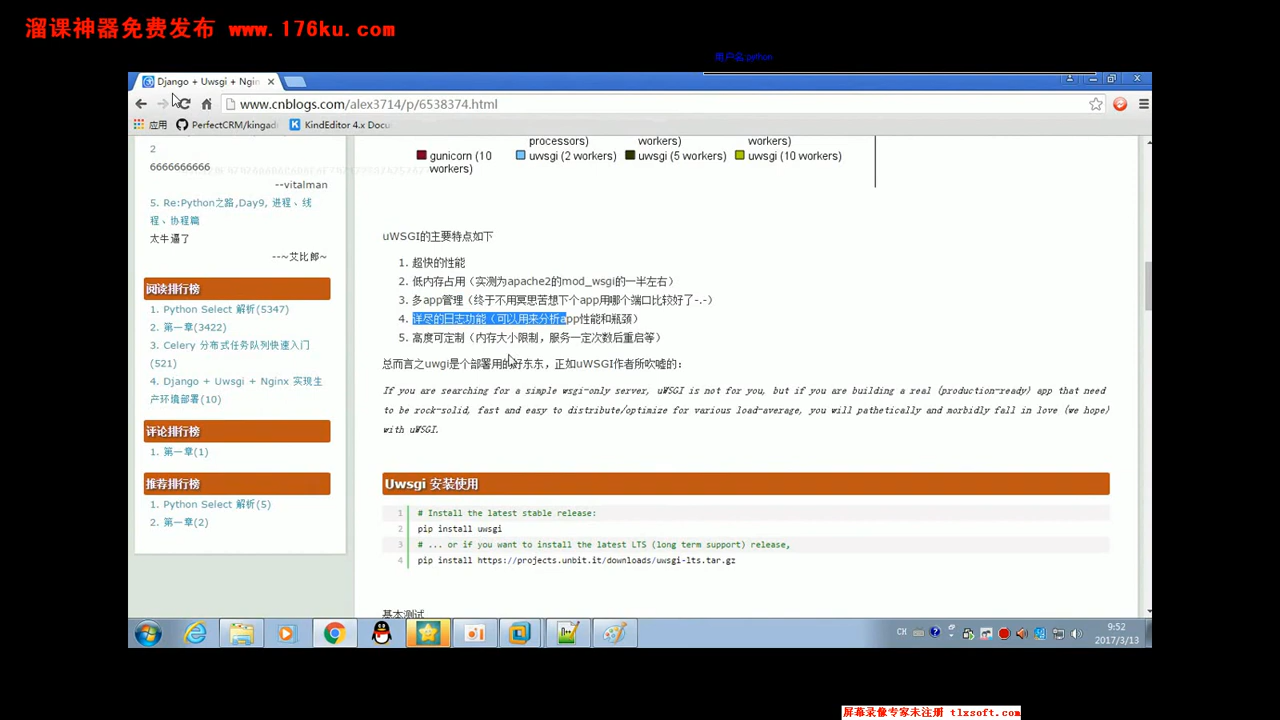 溜课神器免费发布 www.176ku.com
用户名 python
Django + Uwsgi + Ngin
www.cnblogs.com/alex3714/p/6538374.html
应用 PerfectCRM/kingad KindEditor 4.x Docu
2
6666666666
--vitalman
5. Re:Python之路,Day9, 进程、线
程、协程篇
太牛逼了
--~艾比郎~
阅读排行榜
1. Python Select 解析(5347)
2. 第一章(3422)
3. Celery 分布式任务队列快速入门
(521)
4. Django + Uwsgi + Nginx 实现生
产环境部署(10)
评论排行榜
1. 第一章(1)
推荐排行榜
1. Python Select 解析(5)
2. 第一章(2)
processors) workers) workers)
gunicorn (10 uwsgi (2 workers) uwsgi (5 workers) uwsgi (10 workers)
workers)
uWSGI的主要特点如下
1. 超快的性能
2. 低内存占用（实测为apache2的mod_wsgi的一半左右）
3. 多app管理（终于不用冥思苦想下个app用哪个端口比较好了-.-）
4. 详尽的日志功能（可以用来分析app性能和瓶颈）
5. 高度可定制（内存大小限制，服务一定次数后重启等）
总而言之uwgi是个部署用的好东东，正如uWSGI作者所吹嘘的：
If you are searching for a simple wsgi-only server, uWSGI is not for you, but if you are building a real (production-ready) app that need
to be rock-solid, fast and easy to distribute/optimize for various load-average, you will pathetically and morbidly fall in love (we hope)
with uWSGI.
Uwsgi 安装使用
1 # Install the latest stable release:
2 pip install uwsgi
3 # ... or if you want to install the latest LTS (long term support) release,
4 pip install https://projects.unbit.it/downloads/uwsgi-lts.tar.gz
基本测试
CH
9:52
2017/3/13
屏幕录像专家未注册 tlxsoft.com